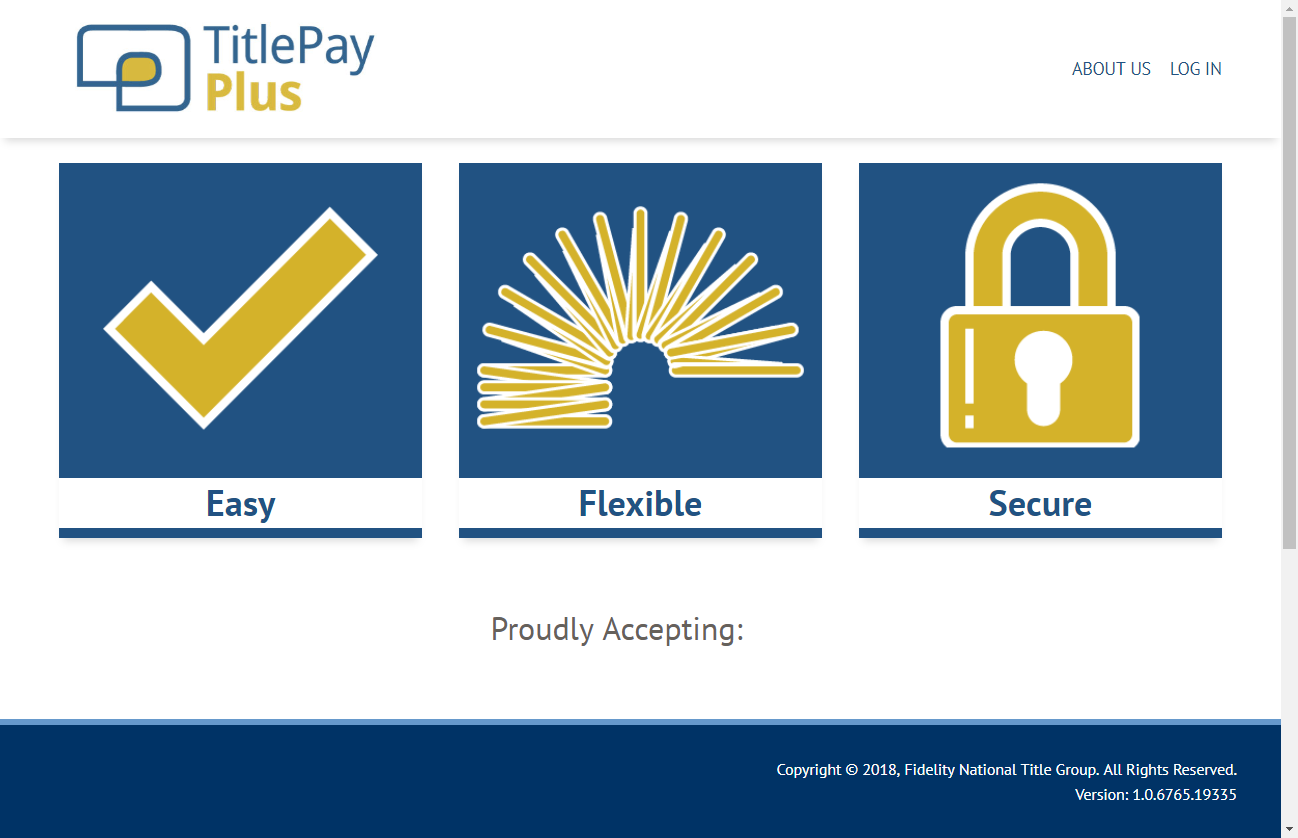 TitlePay
Plus
ABOUT US LOG IN
Easy
Flexible
Secure
Proudly Accepting:
Copyright © 2018, Fidelity National Title Group. All Rights Reserved.
Version: 1.0.6765.19335